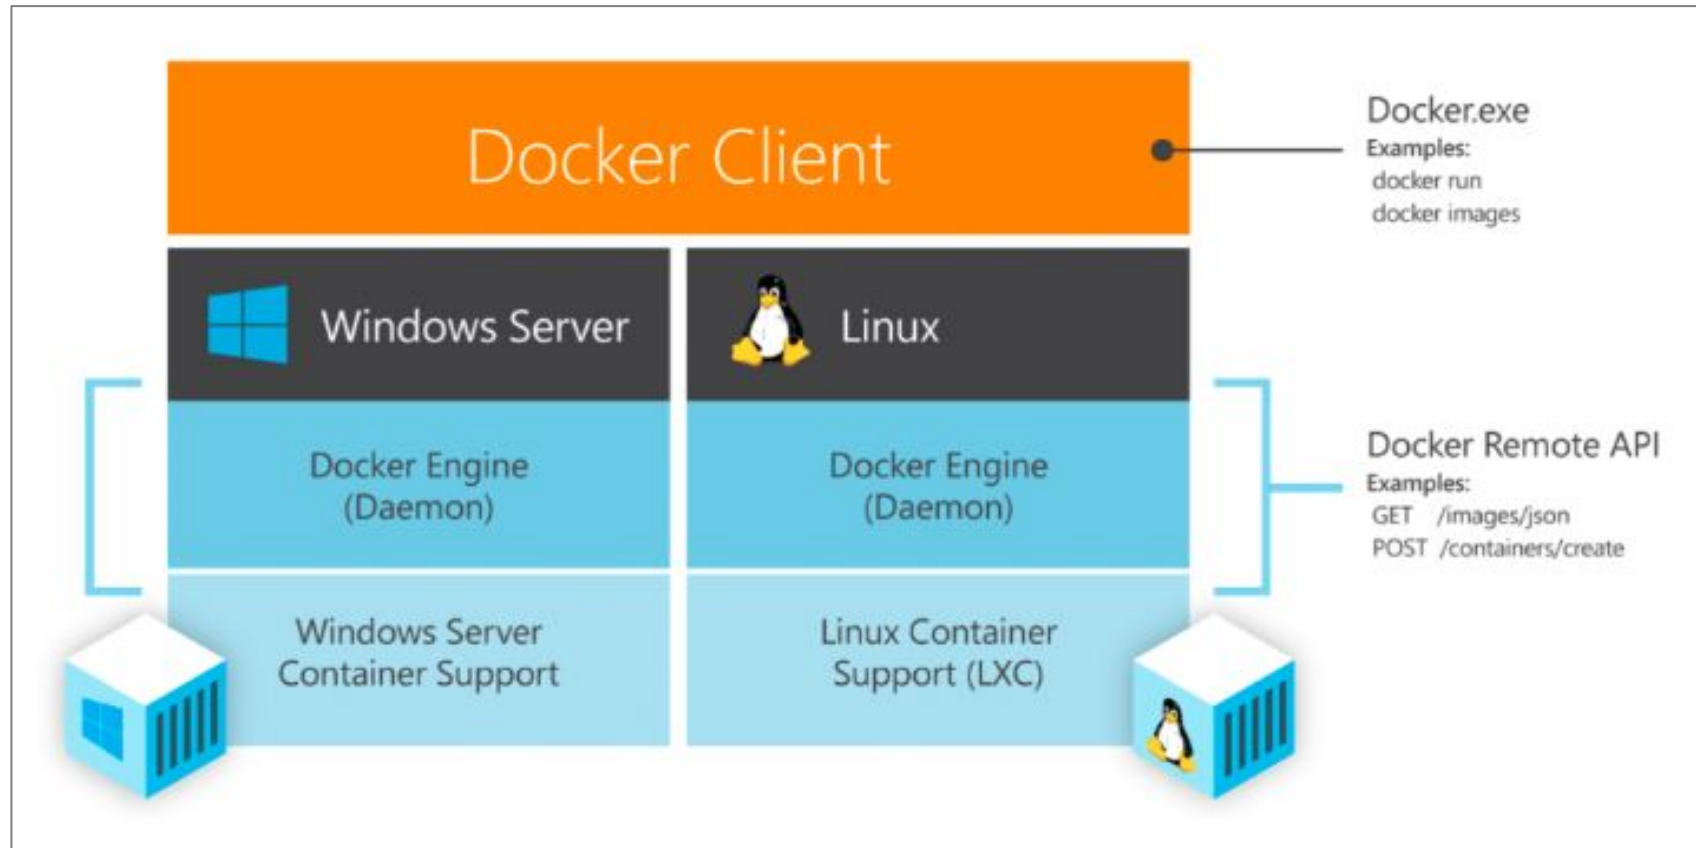 Docker Client
Docker.exe
Examples:
docker run
docker images
Windows Server
Linux
Docker Engine
(Daemon)
Docker Engine
(Daemon)
Docker Remote API
Examples:
GET /images/json
POST /containers/create
Windows Server
Container Support
Linux Container
Support (LXC)